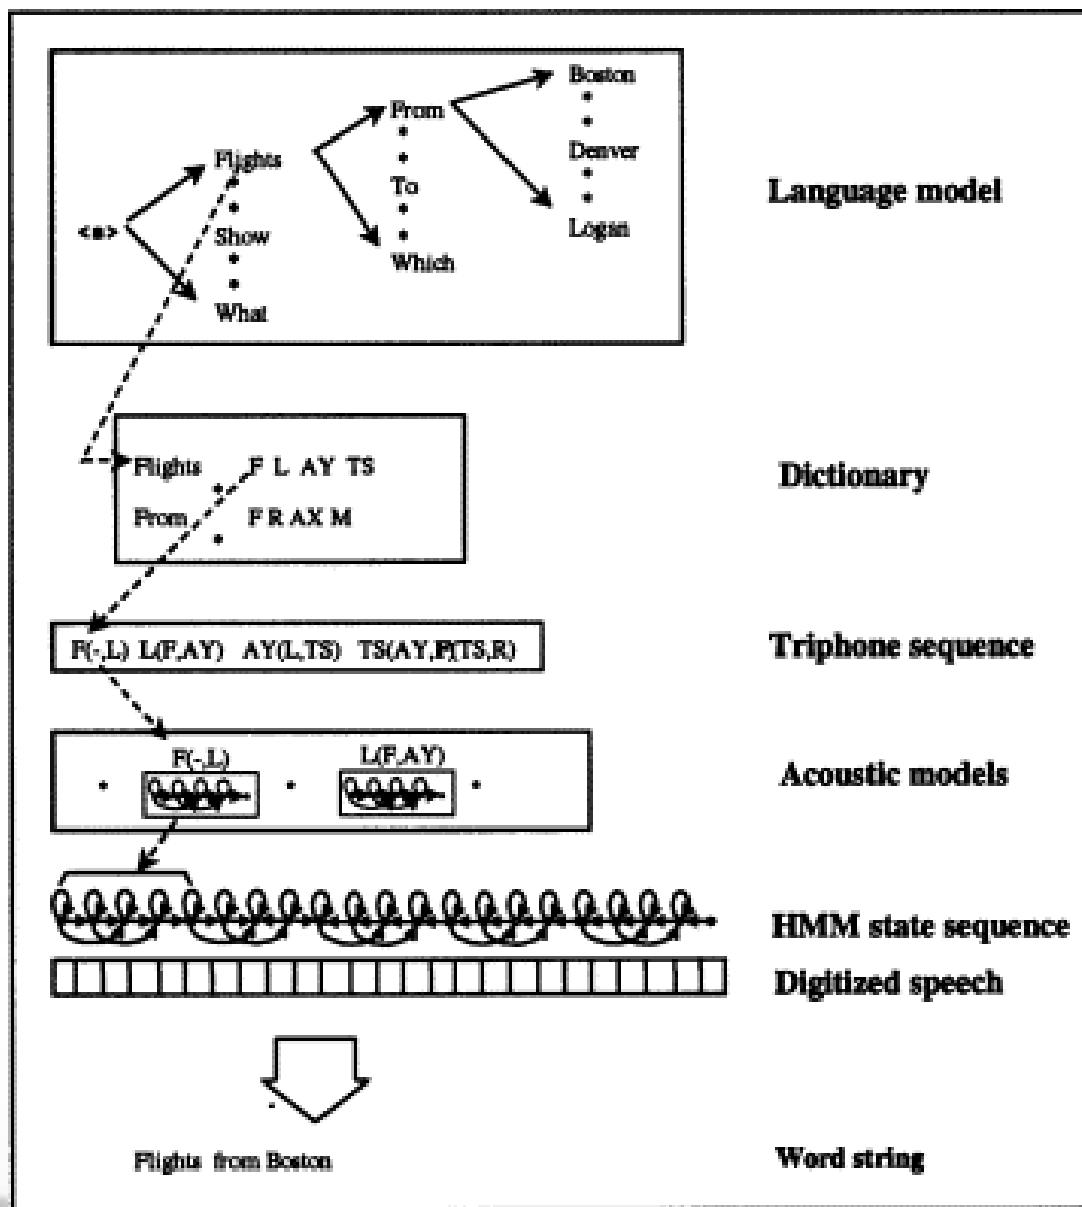 Boston
From
Flights
Denver
To
Language model
<s>
Show
Logan
Which
What
Flights F L AY TS
Dictionary
From F R AX M
F(-,L) L(F,AY) AY(L,TS) TS(AY,F)(TS,R)
Triphone sequence
F(-,L) L(F,AY)
Acoustic models
HMM state sequence
Digitized speech
Flights from Boston
Word string